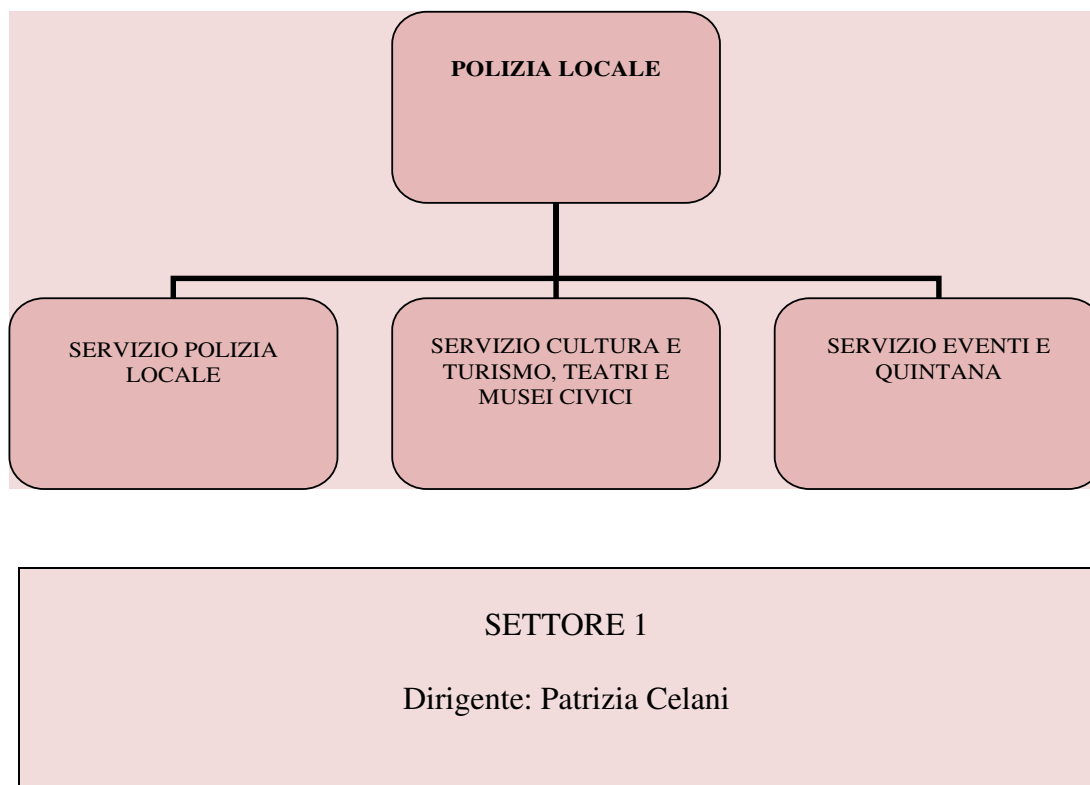 POLIZIA LOCALE
SERVIZIO POLIZIA
LOCALE
SERVIZIO CULTURA E
TURISMO, TEATRI E
MUSEI CIVICI
SERVIZIO EVENTI E
QUINTANA
SETTORE 1
Dirigente: Patrizia Celani